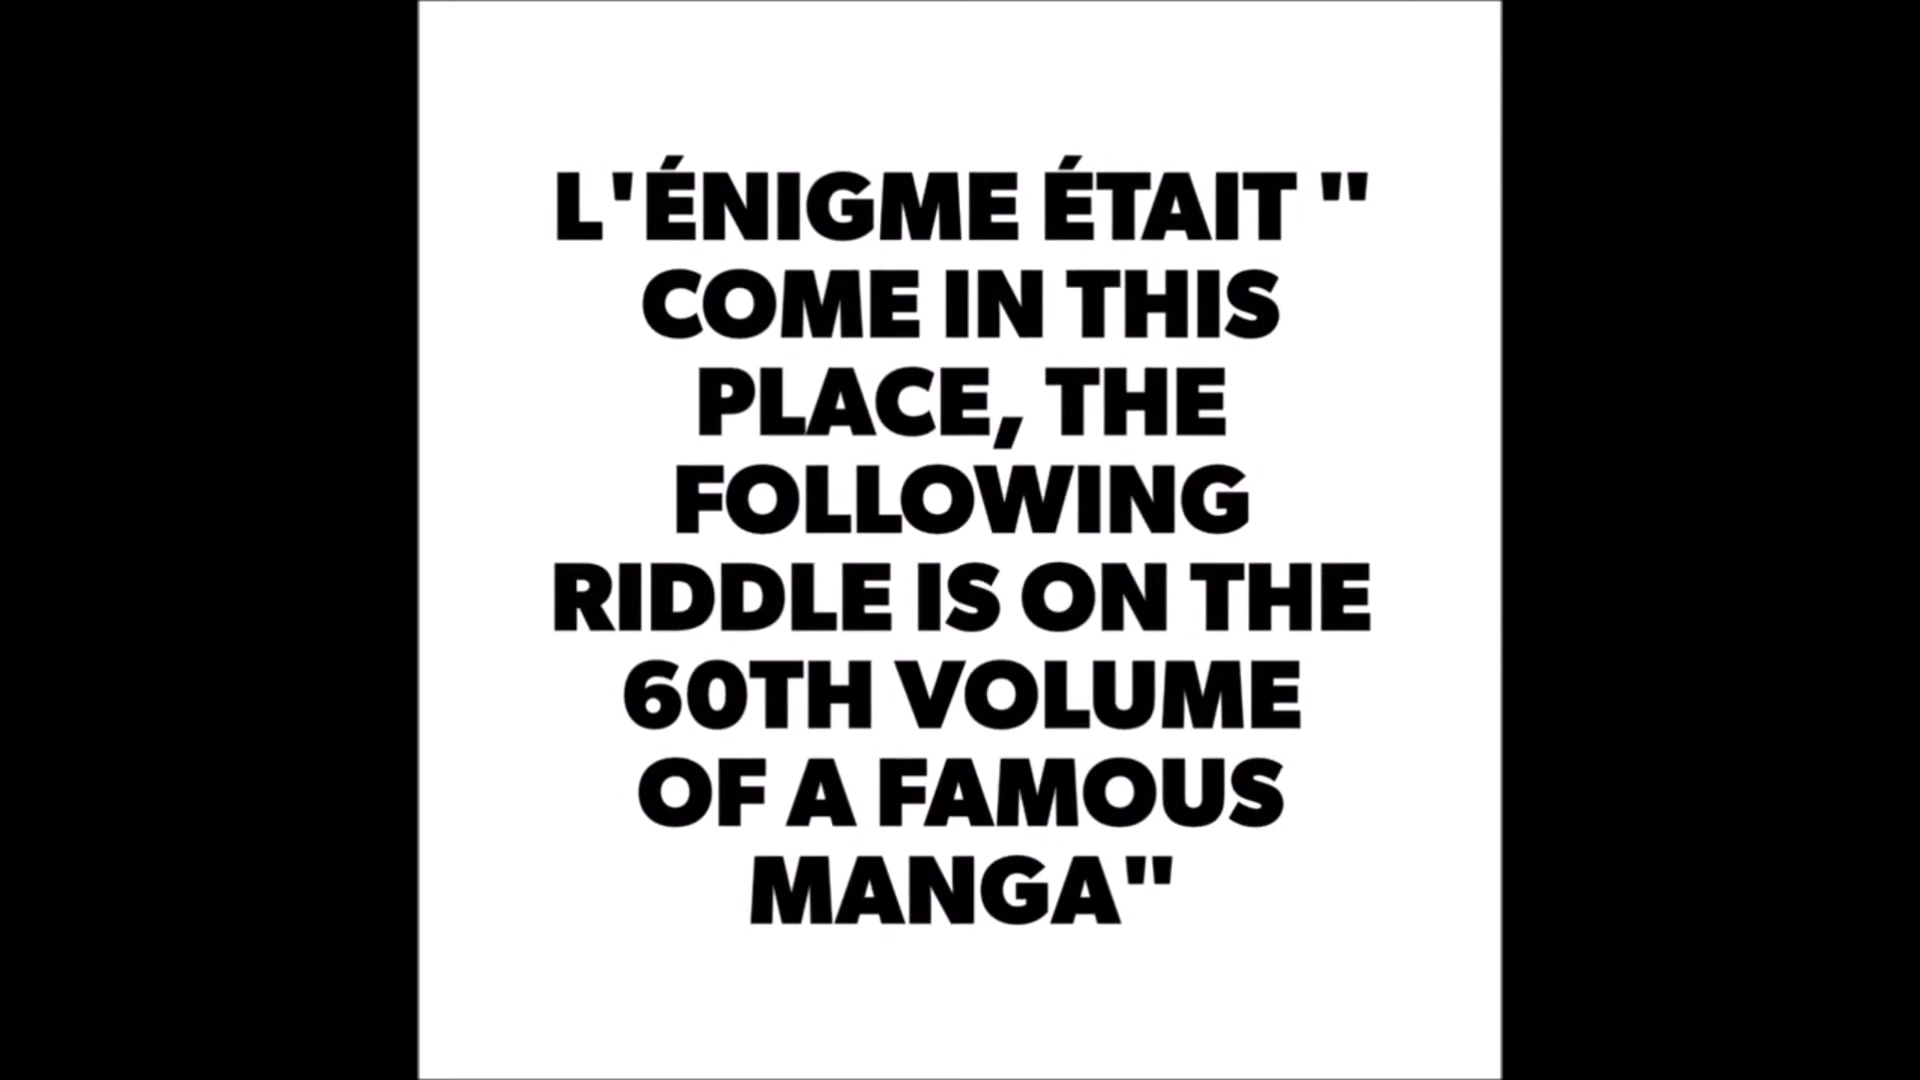 L'ÉNIGME ÉTAIT "
COME IN THIS
PLACE, THE
FOLLOWING
RIDDLE IS ON THE
60TH VOLUME
OF A FAMOUS
MANGA"